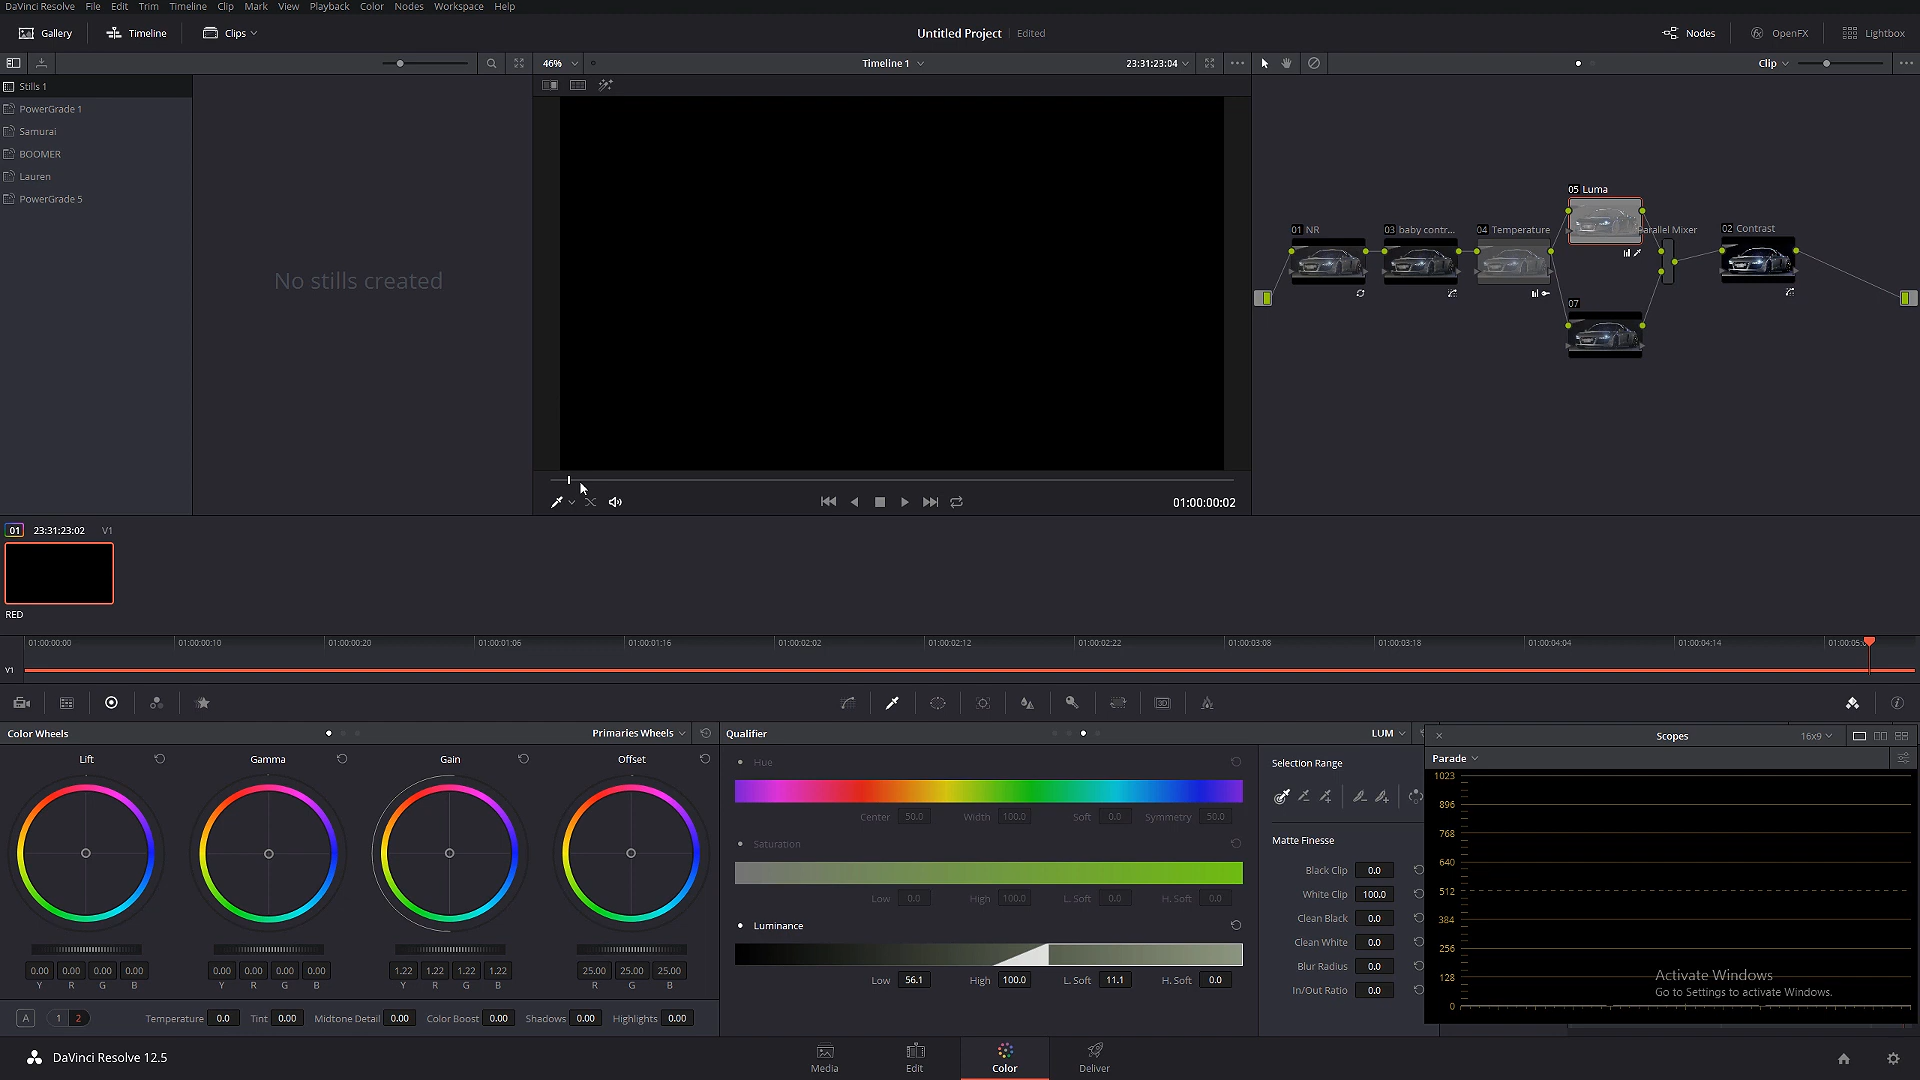 DaVinci Resolve File Edit Trim Timeline Clip Mark View Playback Color Nodes Workspace Help
Gallery Timeline Clips Untitled Project Edited Nodes OpenFX Lightbox
46% Timeline 1 23:31:23:04 Clip
Stills 1
PowerGrade 1
Samurai
BOOMER
Lauren
PowerGrade 5
No stills created
05 Luma
01 NR
03 baby contr...
04 Temperature
Parallel Mixer
02 Contrast
07
01:00:00:02
01 23:31:23:02 V1
RED
01:00:00:00 01:00:00:10 01:00:00:20 01:00:01:06 01:00:01:16 01:00:02:02 01:00:02:12 01:00:02:22 01:00:03:08 01:00:03:18 01:00:04:04 01:00:04:14 01:00:05:
V1
Color Wheels Primaries Wheels
Lift Gamma Gain Offset
0.00 0.00 0.00 0.00 0.00 0.00 0.00 0.00 1.22 1.22 1.22 1.22 25.00 25.00 25.00
Y R G B Y R G B Y R G B R G B
A 1 2 Temperature 0.0 Tint 0.00 Midtone Detail 0.00 Color Boost 0.00 Shadows 0.00 Highlights 0.00
Qualifier LUM
Hue
Center 50.0 Width 100.0 Soft 0.0 Symmetry 50.0
Saturation
Low 0.0 High 100.0 L. Soft 0.0 H. Soft 0.0
Luminance
Low 56.1 High 100.0 L. Soft 11.1 H. Soft 0.0
Selection Range
Matte Finesse
Black Clip 0.0
White Clip 100.0
Clean Black 0.0
Clean White 0.0
Blur Radius 0.0
In/Out Ratio 0.0
Scopes 16x9
Parade
1023
896
768
640
512
384
256
128
0
Activate Windows
Go to Settings to activate Windows.
DaVinci Resolve 12.5
Media Edit Color Deliver